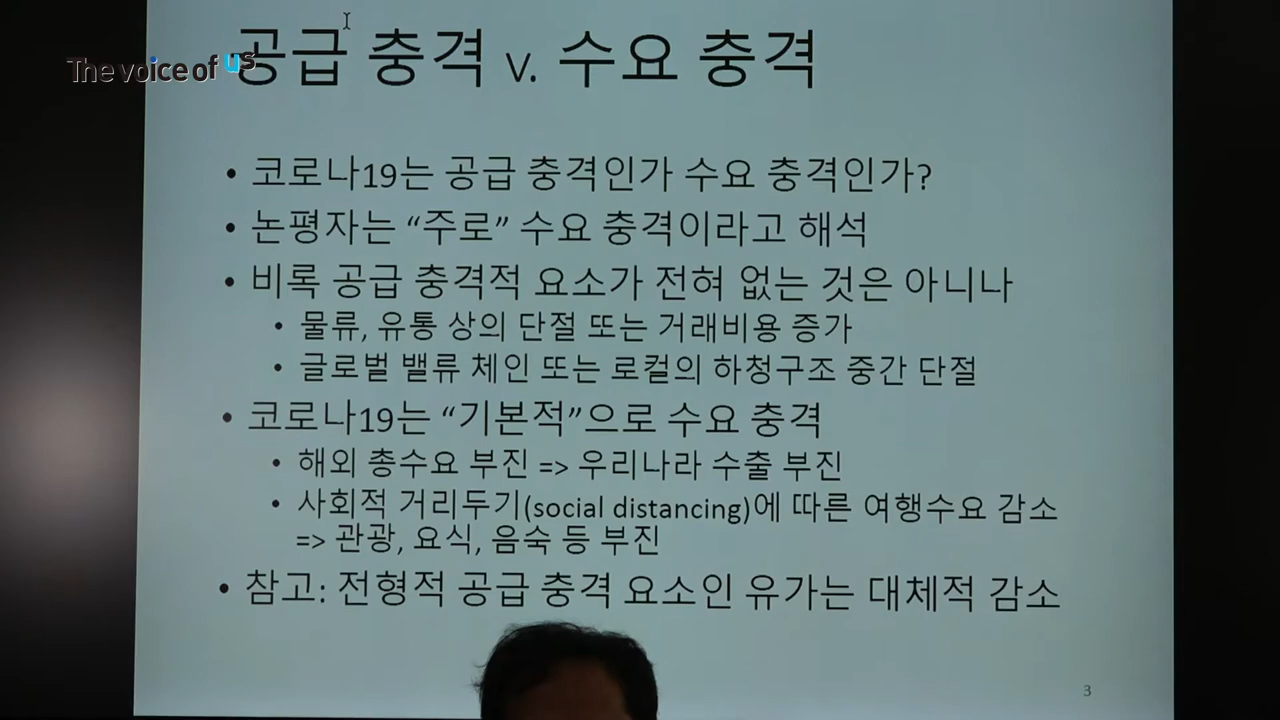 The voice of us
공급 충격 v. 수요 충격
• 코로나19는 공급 충격인가 수요 충격인가?
• 논평자는 “주로” 수요 충격이라고 해석
• 비록 공급 충격적 요소가 전혀 없는 것은 아니나
• 물류, 유통 상의 단절 또는 거래비용 증가
• 글로벌 밸류 체인 또는 로컬의 하청구조 중간 단절
• 코로나19는 “기본적”으로 수요 충격
• 해외 총수요 부진 => 우리나라 수출 부진
• 사회적 거리두기(social distancing)에 따른 여행수요 감소
=> 관광, 요식, 음숙 등 부진
• 참고: 전형적 공급 충격 요소인 유가는 대체적 감소
3